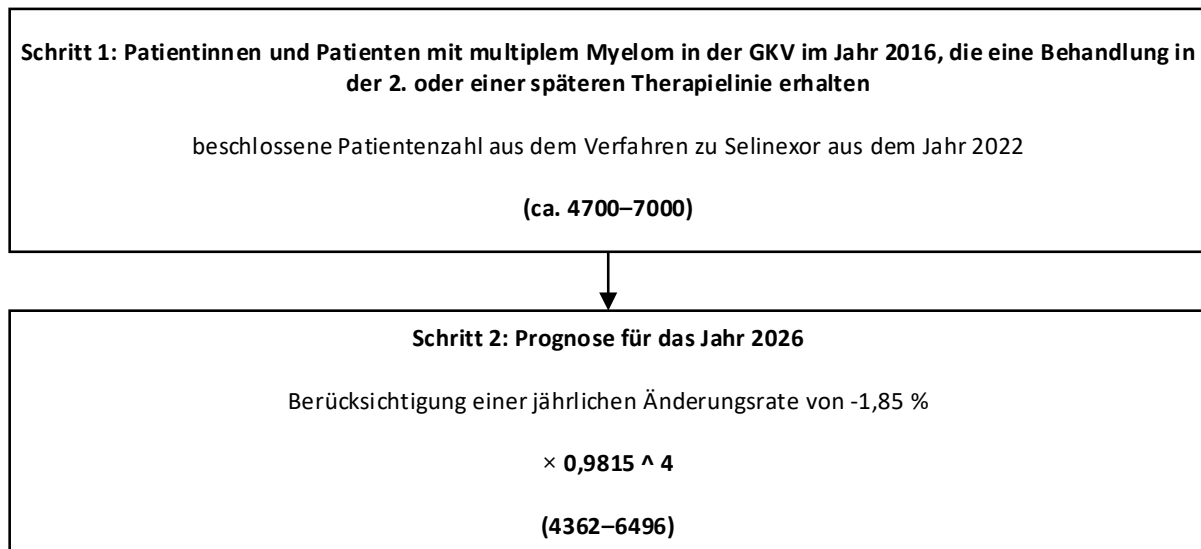 Schritt 1: Patientinnen und Patienten mit multiplem Myelom in der GKV im Jahr 2016, die eine Behandlung in
der 2. oder einer späteren Therapielinie erhalten
beschlossene Patientenzahl aus dem Verfahren zu Selinexor aus dem Jahr 2022
(ca. 4700–7000)
Schritt 2: Prognose für das Jahr 2026
Berücksichtigung einer jährlichen Änderungsrate von -1,85 %
× 0,9815 ^ 4
(4362–6496)